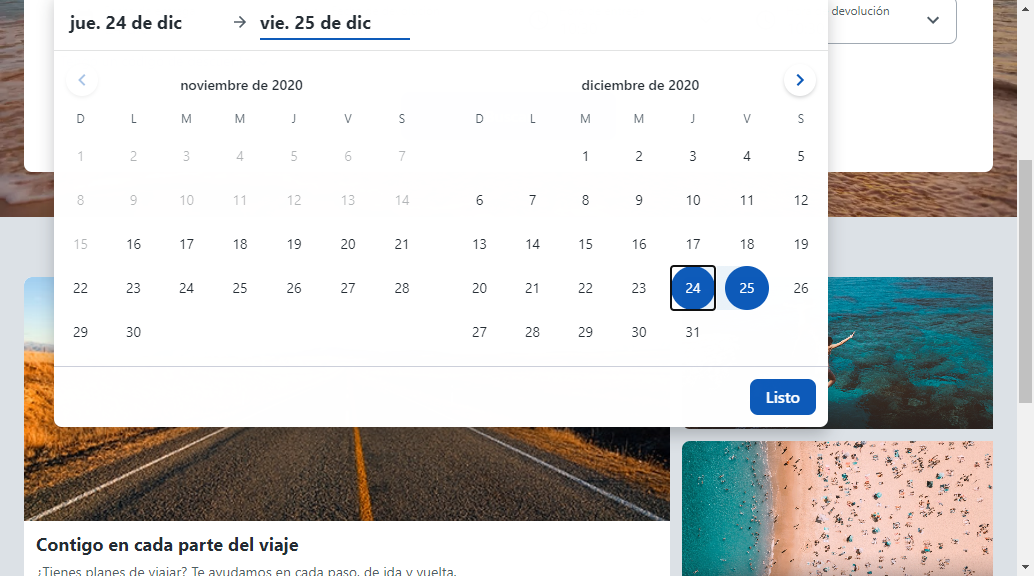 jue. 24 de dic → vie. 25 de dic
devolución
noviembre de 2020
D L M M J V S
1 2 3 4 5 6 7
8 9 10 11 12 13 14
15 16 17 18 19 20 21
22 23 24 25 26 27 28
29 30
diciembre de 2020
D L M M J V S
1 2 3 4 5
6 7 8 9 10 11 12
13 14 15 16 17 18 19
20 21 22 23 24 25 26
27 28 29 30 31
Listo
Contigo en cada parte del viaje
¿Tienes planes de viajar? Te ayudamos en cada paso, de ida y vuelta.